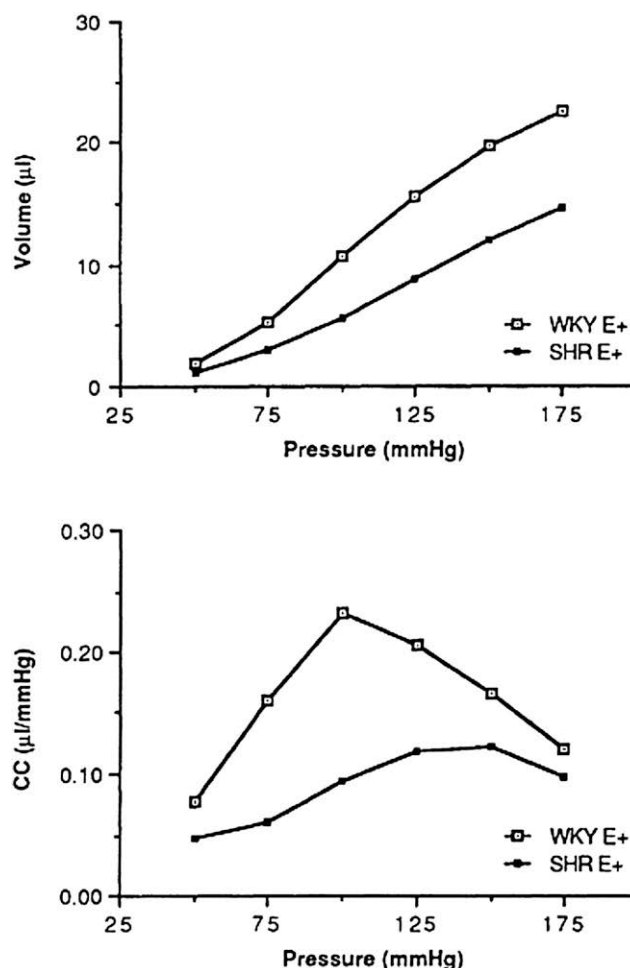 30
20
10
0
Volume (µl)
WKY E+
SHR E+
25 75 125 175
Pressure (mmHg)
0.30
0.20
0.10
0.00
CC (µl/mmHg)
WKY E+
SHR E+
25 75 125 175
Pressure (mmHg)